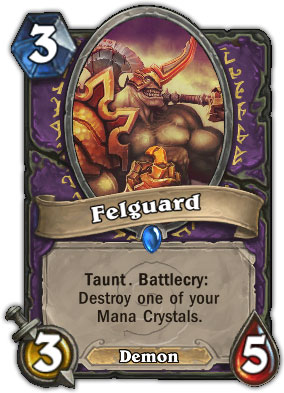 3
Felguard
Taunt. Battlecry:
Destroy one of your
Mana Crystals.
3
Demon
5